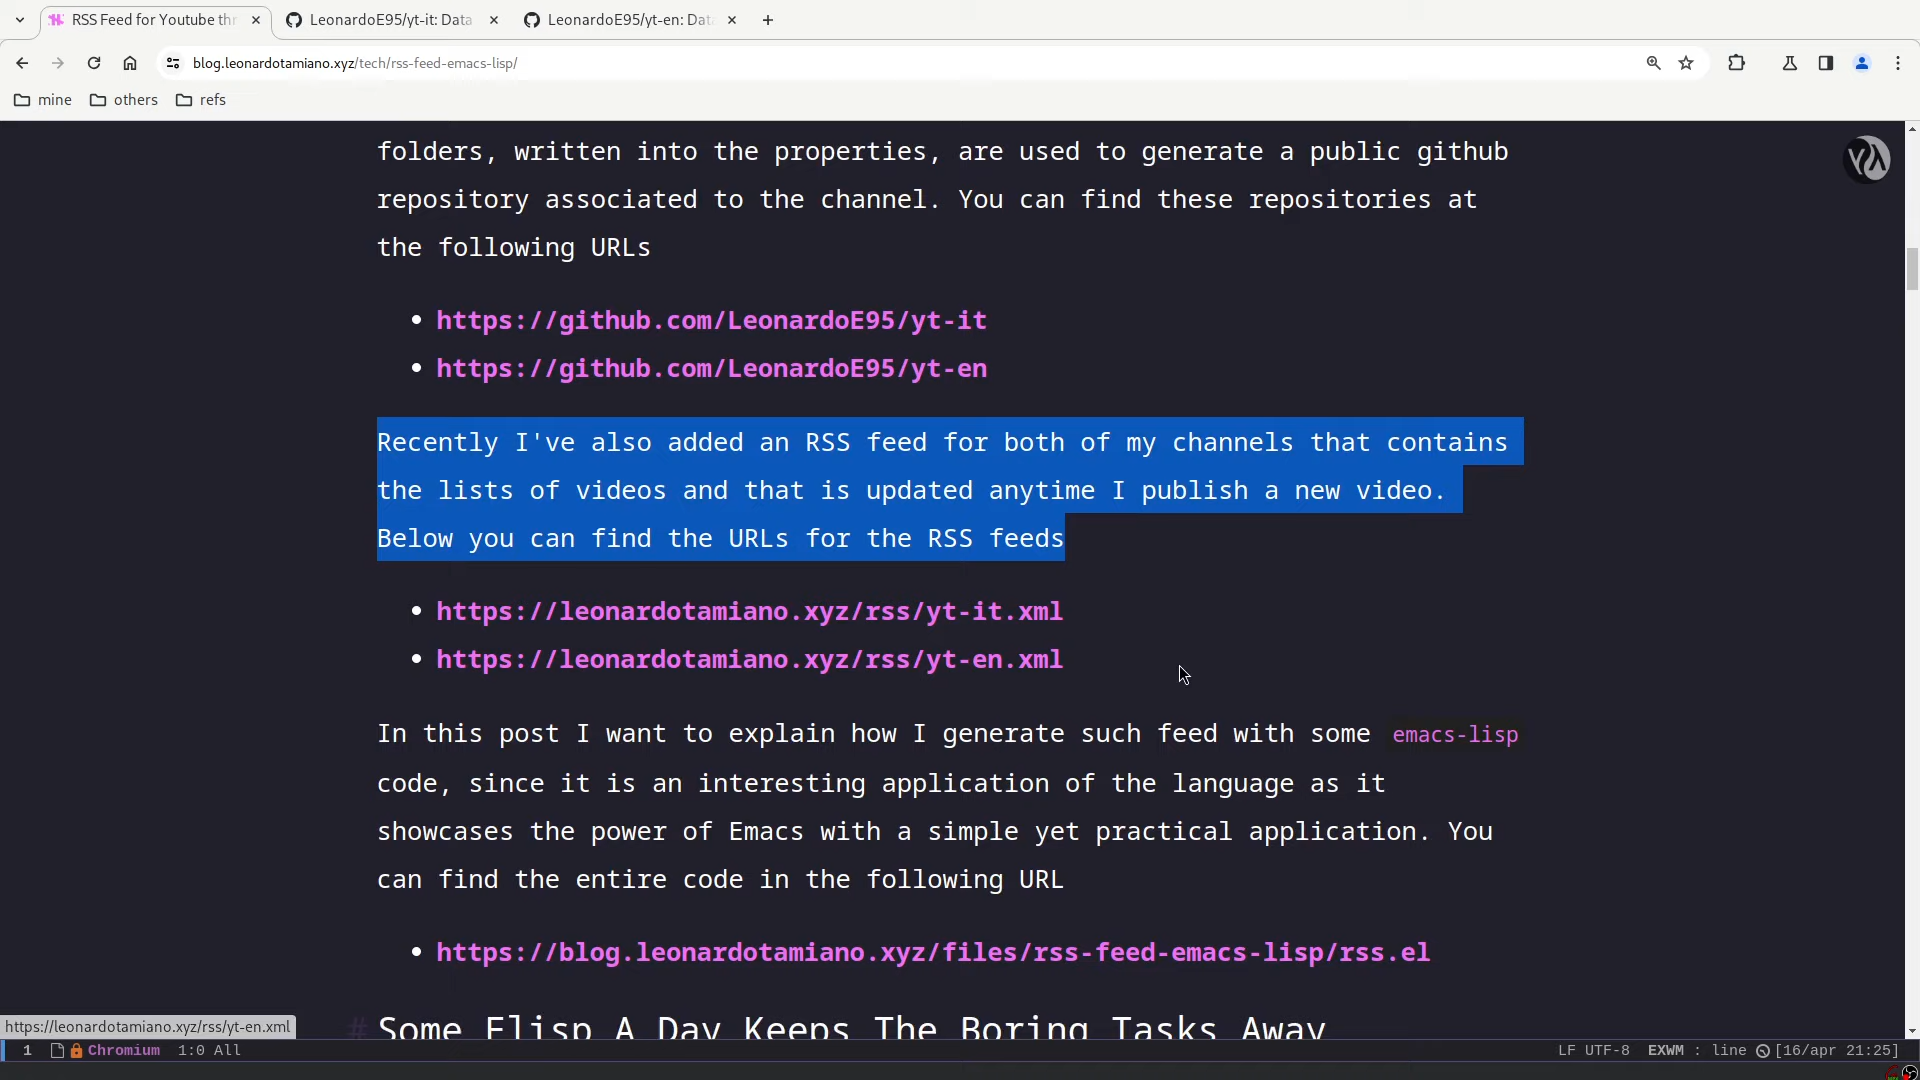 RSS Feed for Youtube thr
LeonardoE95/yt-it: Data
LeonardoE95/yt-en: Dat
blog.leonardotamiano.xyz/tech/rss-feed-emacs-lisp/
mine
others
refs
folders, written into the properties, are used to generate a public github
repository associated to the channel. You can find these repositories at
the following URLs
• https://github.com/LeonardoE95/yt-it
• https://github.com/LeonardoE95/yt-en
Recently I've also added an RSS feed for both of my channels that contains
the lists of videos and that is updated anytime I publish a new video.
Below you can find the URLs for the RSS feeds
• https://leonardotamiano.xyz/rss/yt-it.xml
• https://leonardotamiano.xyz/rss/yt-en.xml
In this post I want to explain how I generate such feed with some emacs-lisp
code, since it is an interesting application of the language as it
showcases the power of Emacs with a simple yet practical application. You
can find the entire code in the following URL
• https://blog.leonardotamiano.xyz/files/rss-feed-emacs-lisp/rss.el
# Some Elisp A Day Keeps The Boring Tasks Away
https://leonardotamiano.xyz/rss/yt-en.xml
1 Chromium 1:0 All LF UTF-8 EXWM : line [16/apr 21:25]